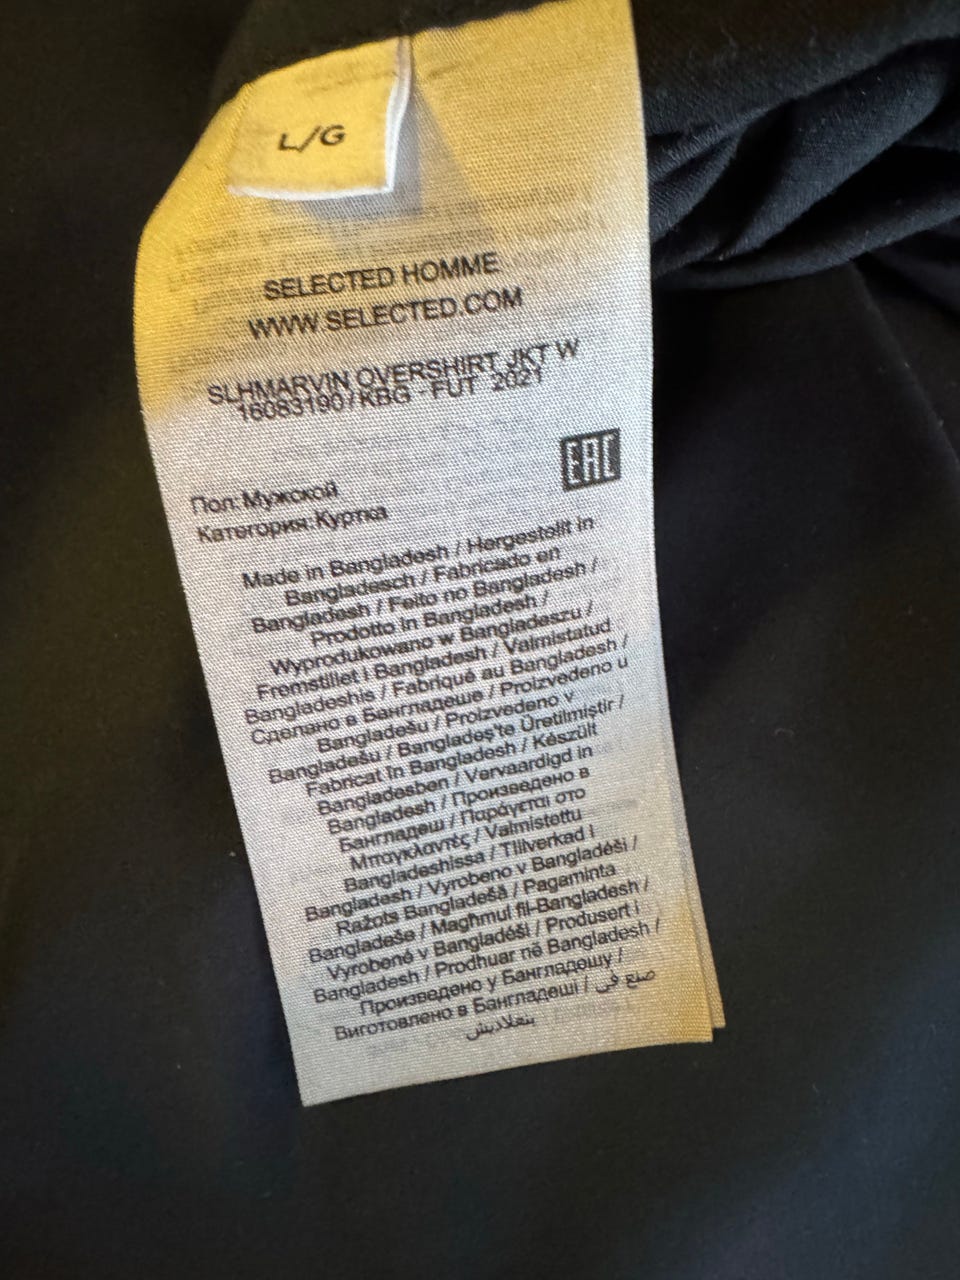 L/G
SELECTED HOMME
WWW.SELECTED.COM
SLHMARVIN OVERSHIRT JKT W
16083190 / KBG - FUT 2021
EAC
Пол: Мужской
Категория: Куртка
Made in Bangladesh / Hergestellt in
Bangladesch / Fabricado en
Bangladesh / Feito no Bangladesh /
Prodotto in Bangladesh /
Wyprodukowano w Bangladeszu /
Fremstillet i Bangladesh / Valmistatud
Bangladeshis / Fabriqué au Bangladesh /
Сделано в Бангладеше / Proizvedeno u
Bangladešu / Proizvedeno v
Bangladešu / Bangladeş'te Üretilmiştir /
Fabricat în Bangladesh / Készült
Bangladesben / Vervaardigd in
Bangladesh / Произведено в
Бангладеш / Παράγεται στο
Μπαγκλαντές / Valmistettu
Bangladeshissa / Tillverkad i
Bangladesh / Vyrobeno v Bangladéši /
Ražots Bangladešā / Pagaminta
Bangladeše / Magħmul fil-Bangladesh /
Vyrobené v Bangladéši / Produsert i
Bangladesh / Prodhuar në Bangladesh /
Произведено у Бангладешу /
Виготовлено в Бангладеші / صنع في
بنغلاديش